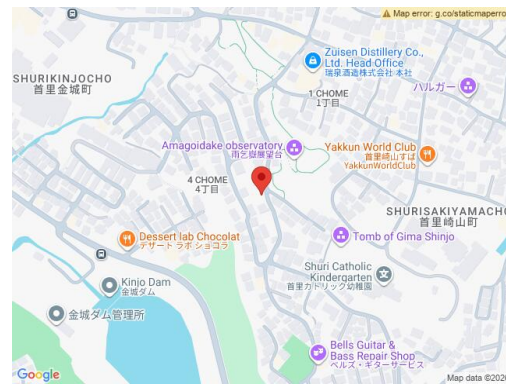 Map error: g.co/staticmaperro
Zuisen Distillery Co.,
Ltd. Head Office
瑞泉酒造株式会社 本社
SHURIKINJOCHO
首里金城町
1 CHOME
1丁目
ハルガー
Amagoidake observatory
雨乞嶽展望台
Yakkun World Club
首里崎山すば
YakkunWorldClub
4 CHOME
4丁目
SHURISAKIYAMACHO
首里崎山町
Dessert lab Chocolat
デザート ラボ ショコラ
Tomb of Gima Shinjo
Shuri Catholic
Kindergarten
首里カトリック幼稚園
Kinjo Dam
金城ダム
金城ダム管理所
Bells Guitar &
Bass Repair Shop
ベルズ・ギターサービス
Google
Map data ©2026